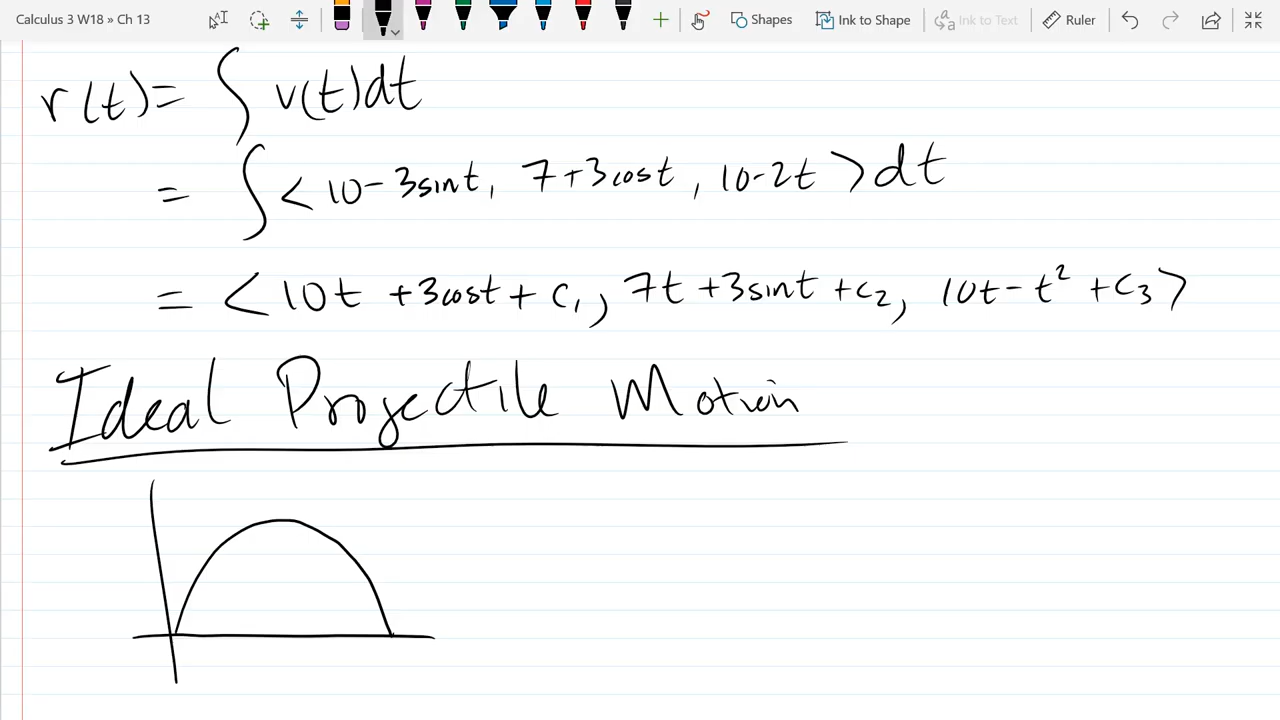 Calculus 3 W18 » Ch 13
Shapes
Ink to Shape
Ink to Text
Ruler
r(t) = ∫ v(t)dt
= ∫ < 10 - 3sint, 7 + 3cost, 10 - 2t > dt
= < 10t + 3cost + c₁, 7t + 3sint + c₂, 10t - t² + c₃ >
Ideal Projectile Motion